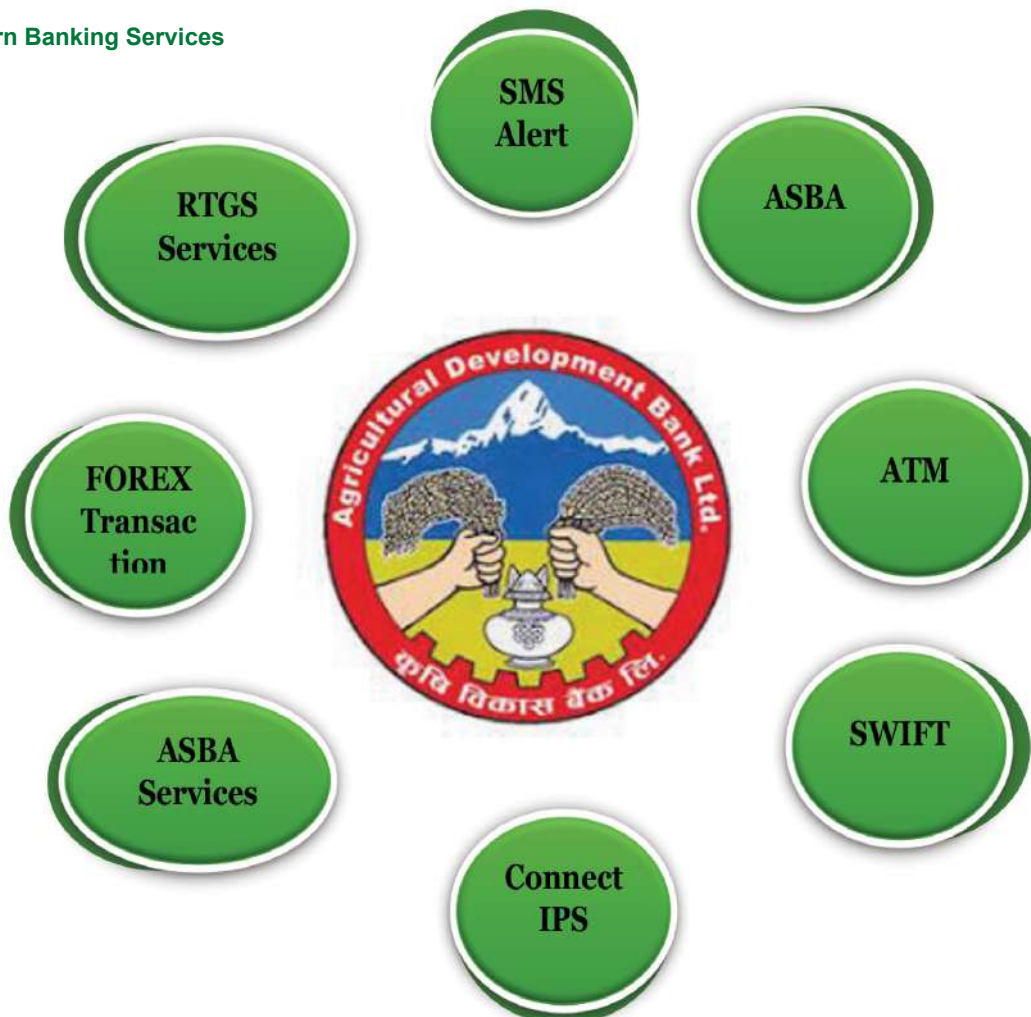 rn Banking Services
SMS
Alert
ASBA
RTGS
Services
Agricultural Development Bank Ltd.
ATM
FOREX
Transac
tion
कृषि विकास बैंक लि.
SWIFT
ASBA
Services
Connect
IPS